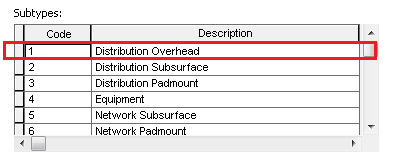 Subtypes:
Code Description
1 Distribution Overhead
2 Distribution Subsurface
3 Distribution Padmount
4 Equipment
5 Network Subsurface
6 Network Padmount